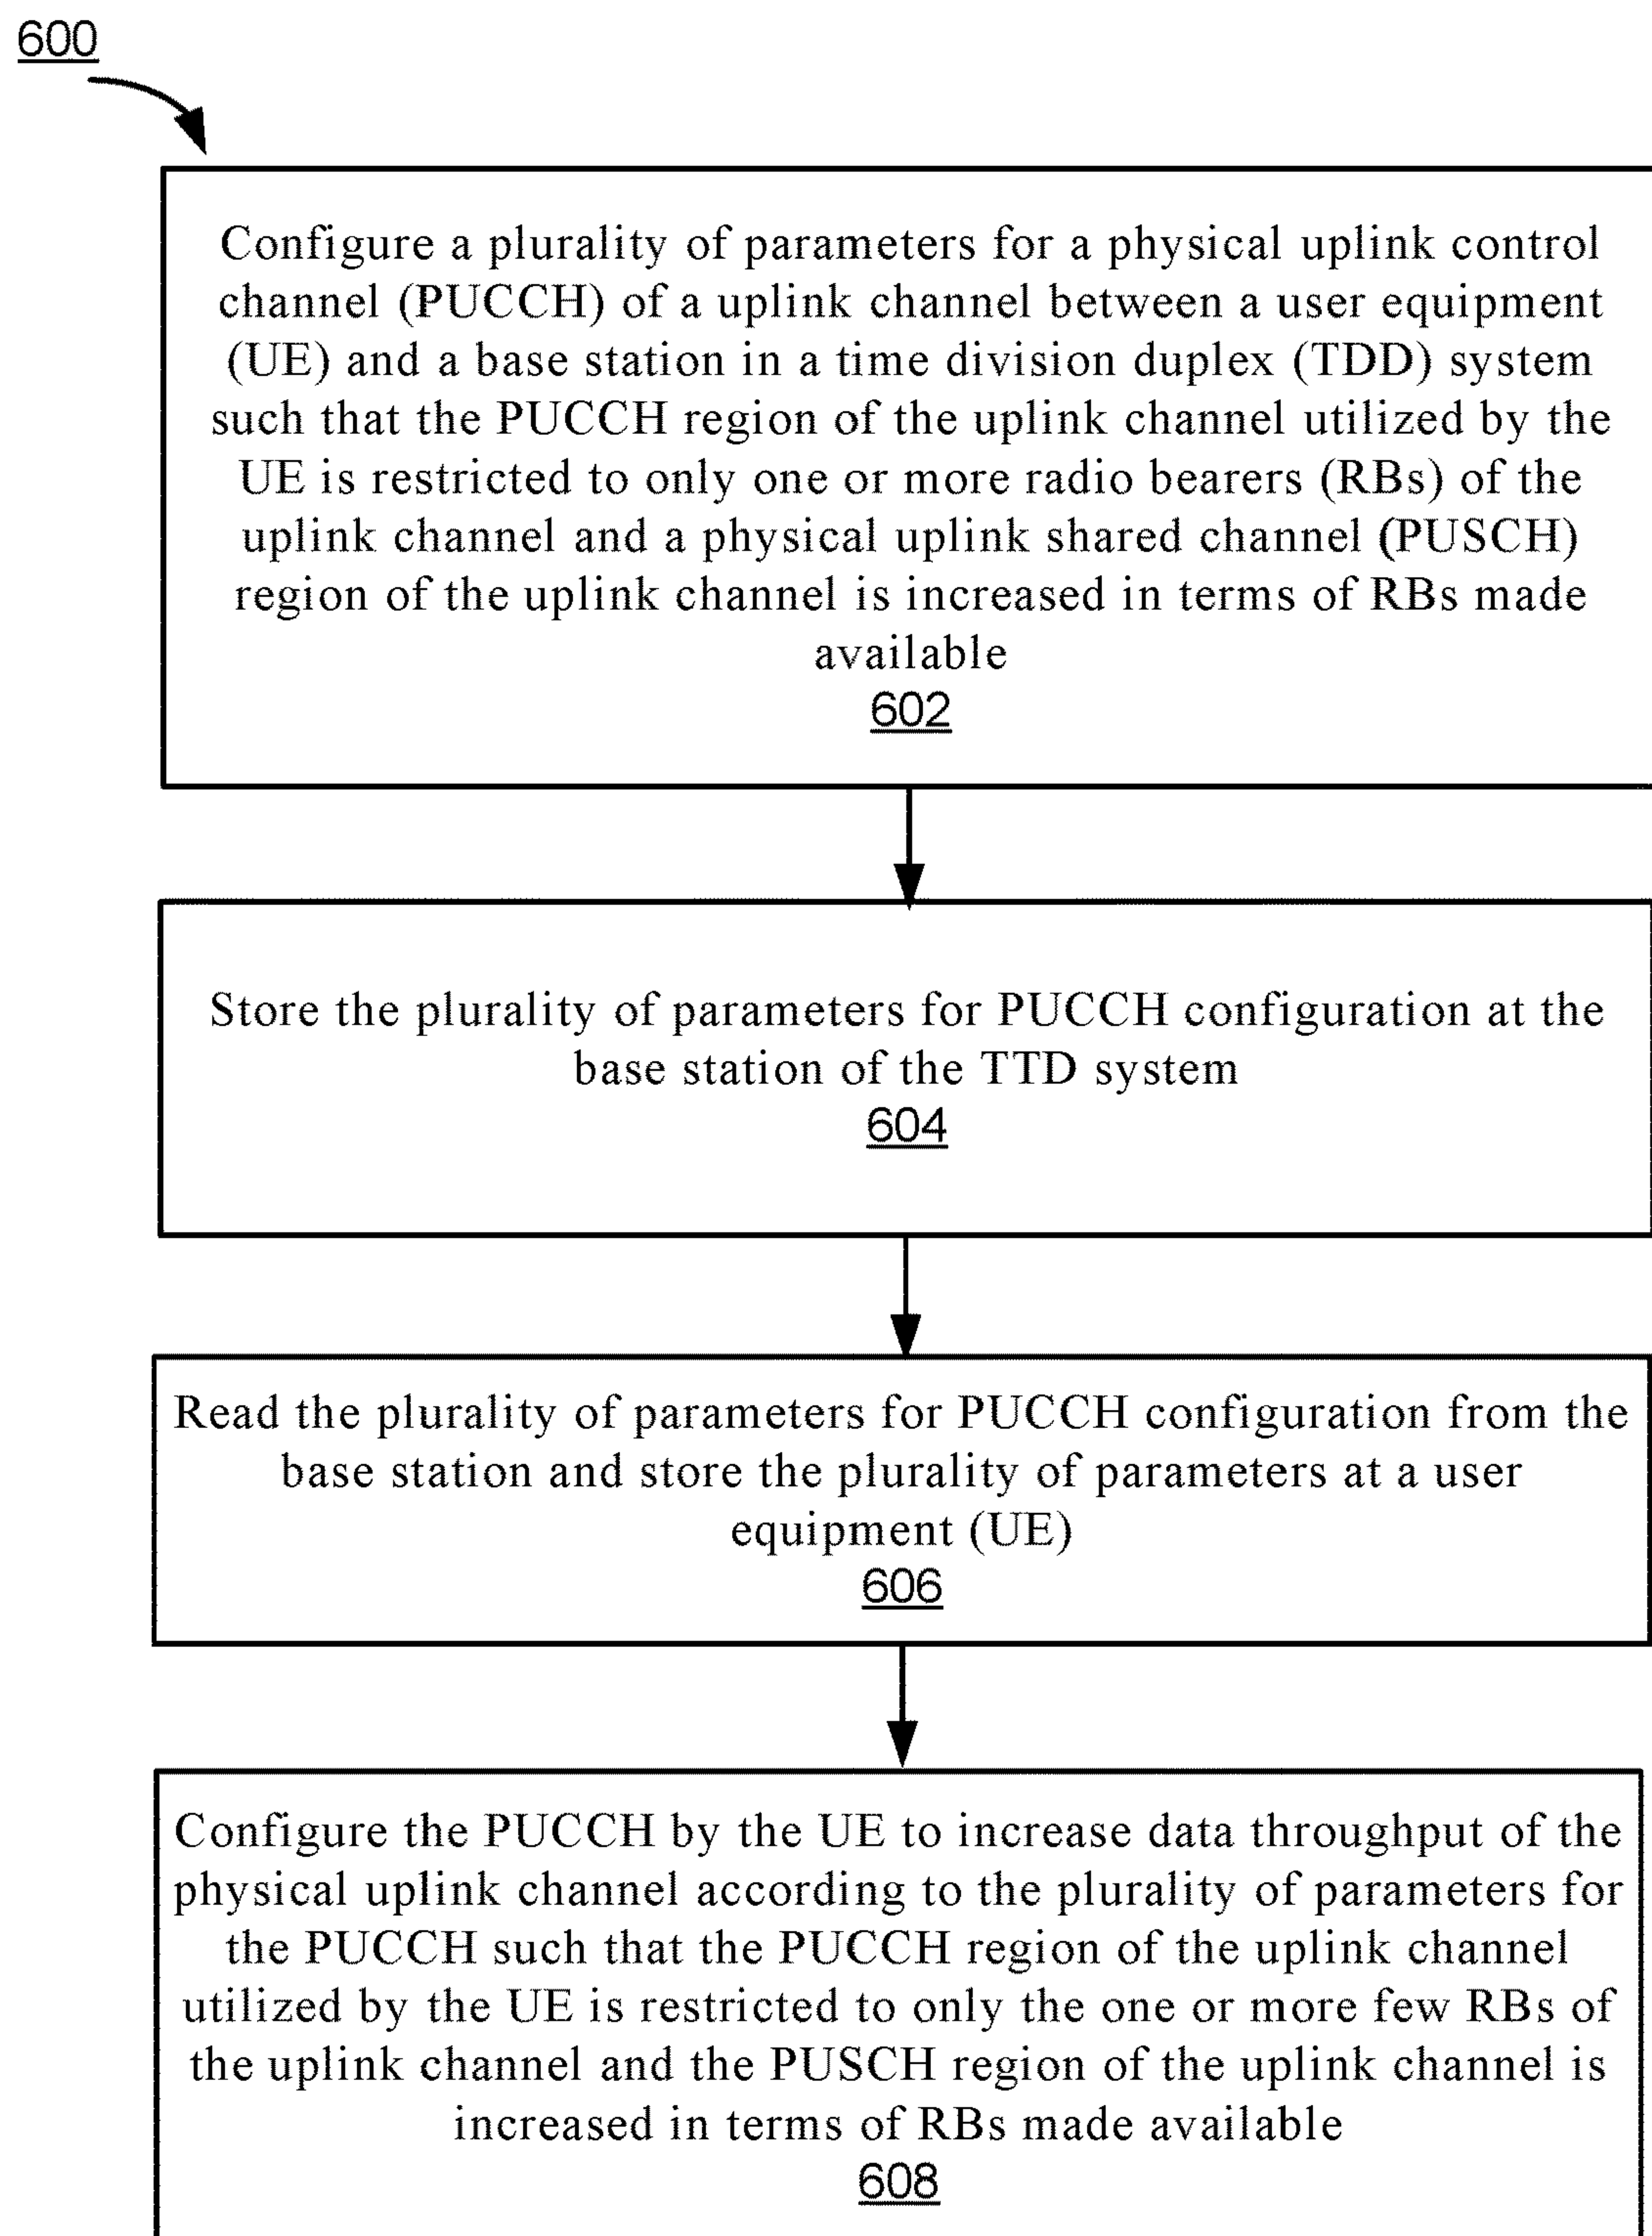 600
Configure a plurality of parameters for a physical uplink control
channel (PUCCH) of a uplink channel between a user equipment
(UE) and a base station in a time division duplex (TDD) system
such that the PUCCH region of the uplink channel utilized by the
UE is restricted to only one or more radio bearers (RBs) of the
uplink channel and a physical uplink shared channel (PUSCH)
region of the uplink channel is increased in terms of RBs made
available
602
Store the plurality of parameters for PUCCH configuration at the
base station of the TTD system
604
Read the plurality of parameters for PUCCH configuration from the
base station and store the plurality of parameters at a user
equipment (UE)
606
Configure the PUCCH by the UE to increase data throughput of the
physical uplink channel according to the plurality of parameters for
the PUCCH such that the PUCCH region of the uplink channel
utilized by the UE is restricted to only the one or more few RBs of
the uplink channel and the PUSCH region of the uplink channel is
increased in terms of RBs made available
608